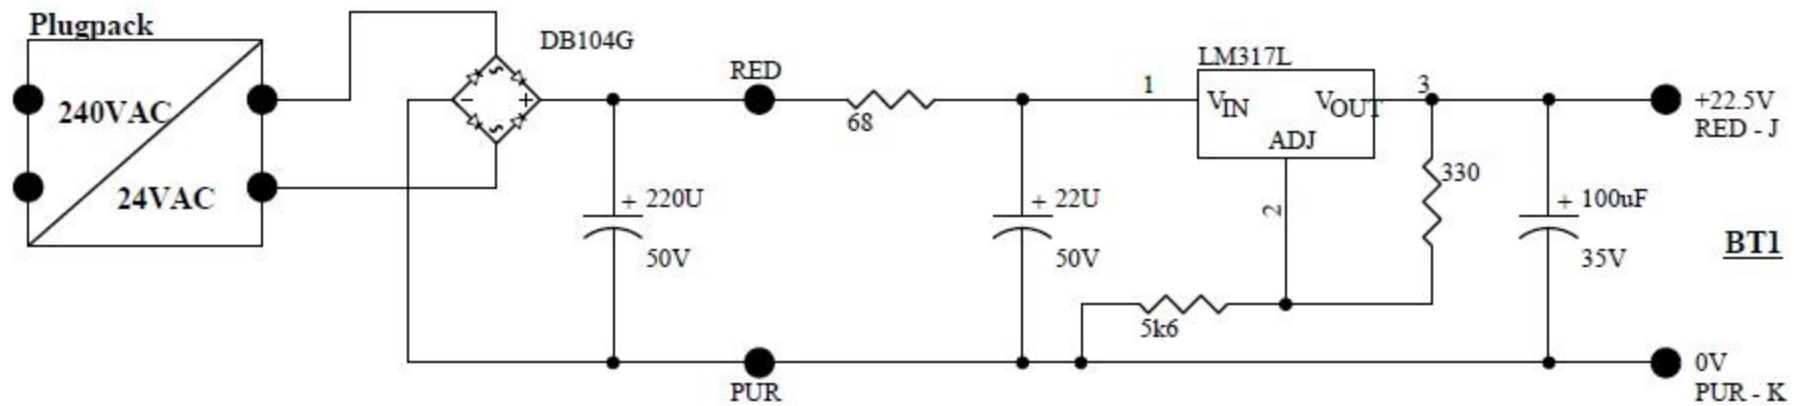 Plugpack
240VAC
24VAC
DB104G
-
+
+ 220U
50V
RED
PUR
68
+ 22U
50V
1
LM317L
VIN
VOUT
ADJ
2
3
330
5k6
+ 100uF
35V
+22.5V
RED - J
BT1
0V
PUR - K